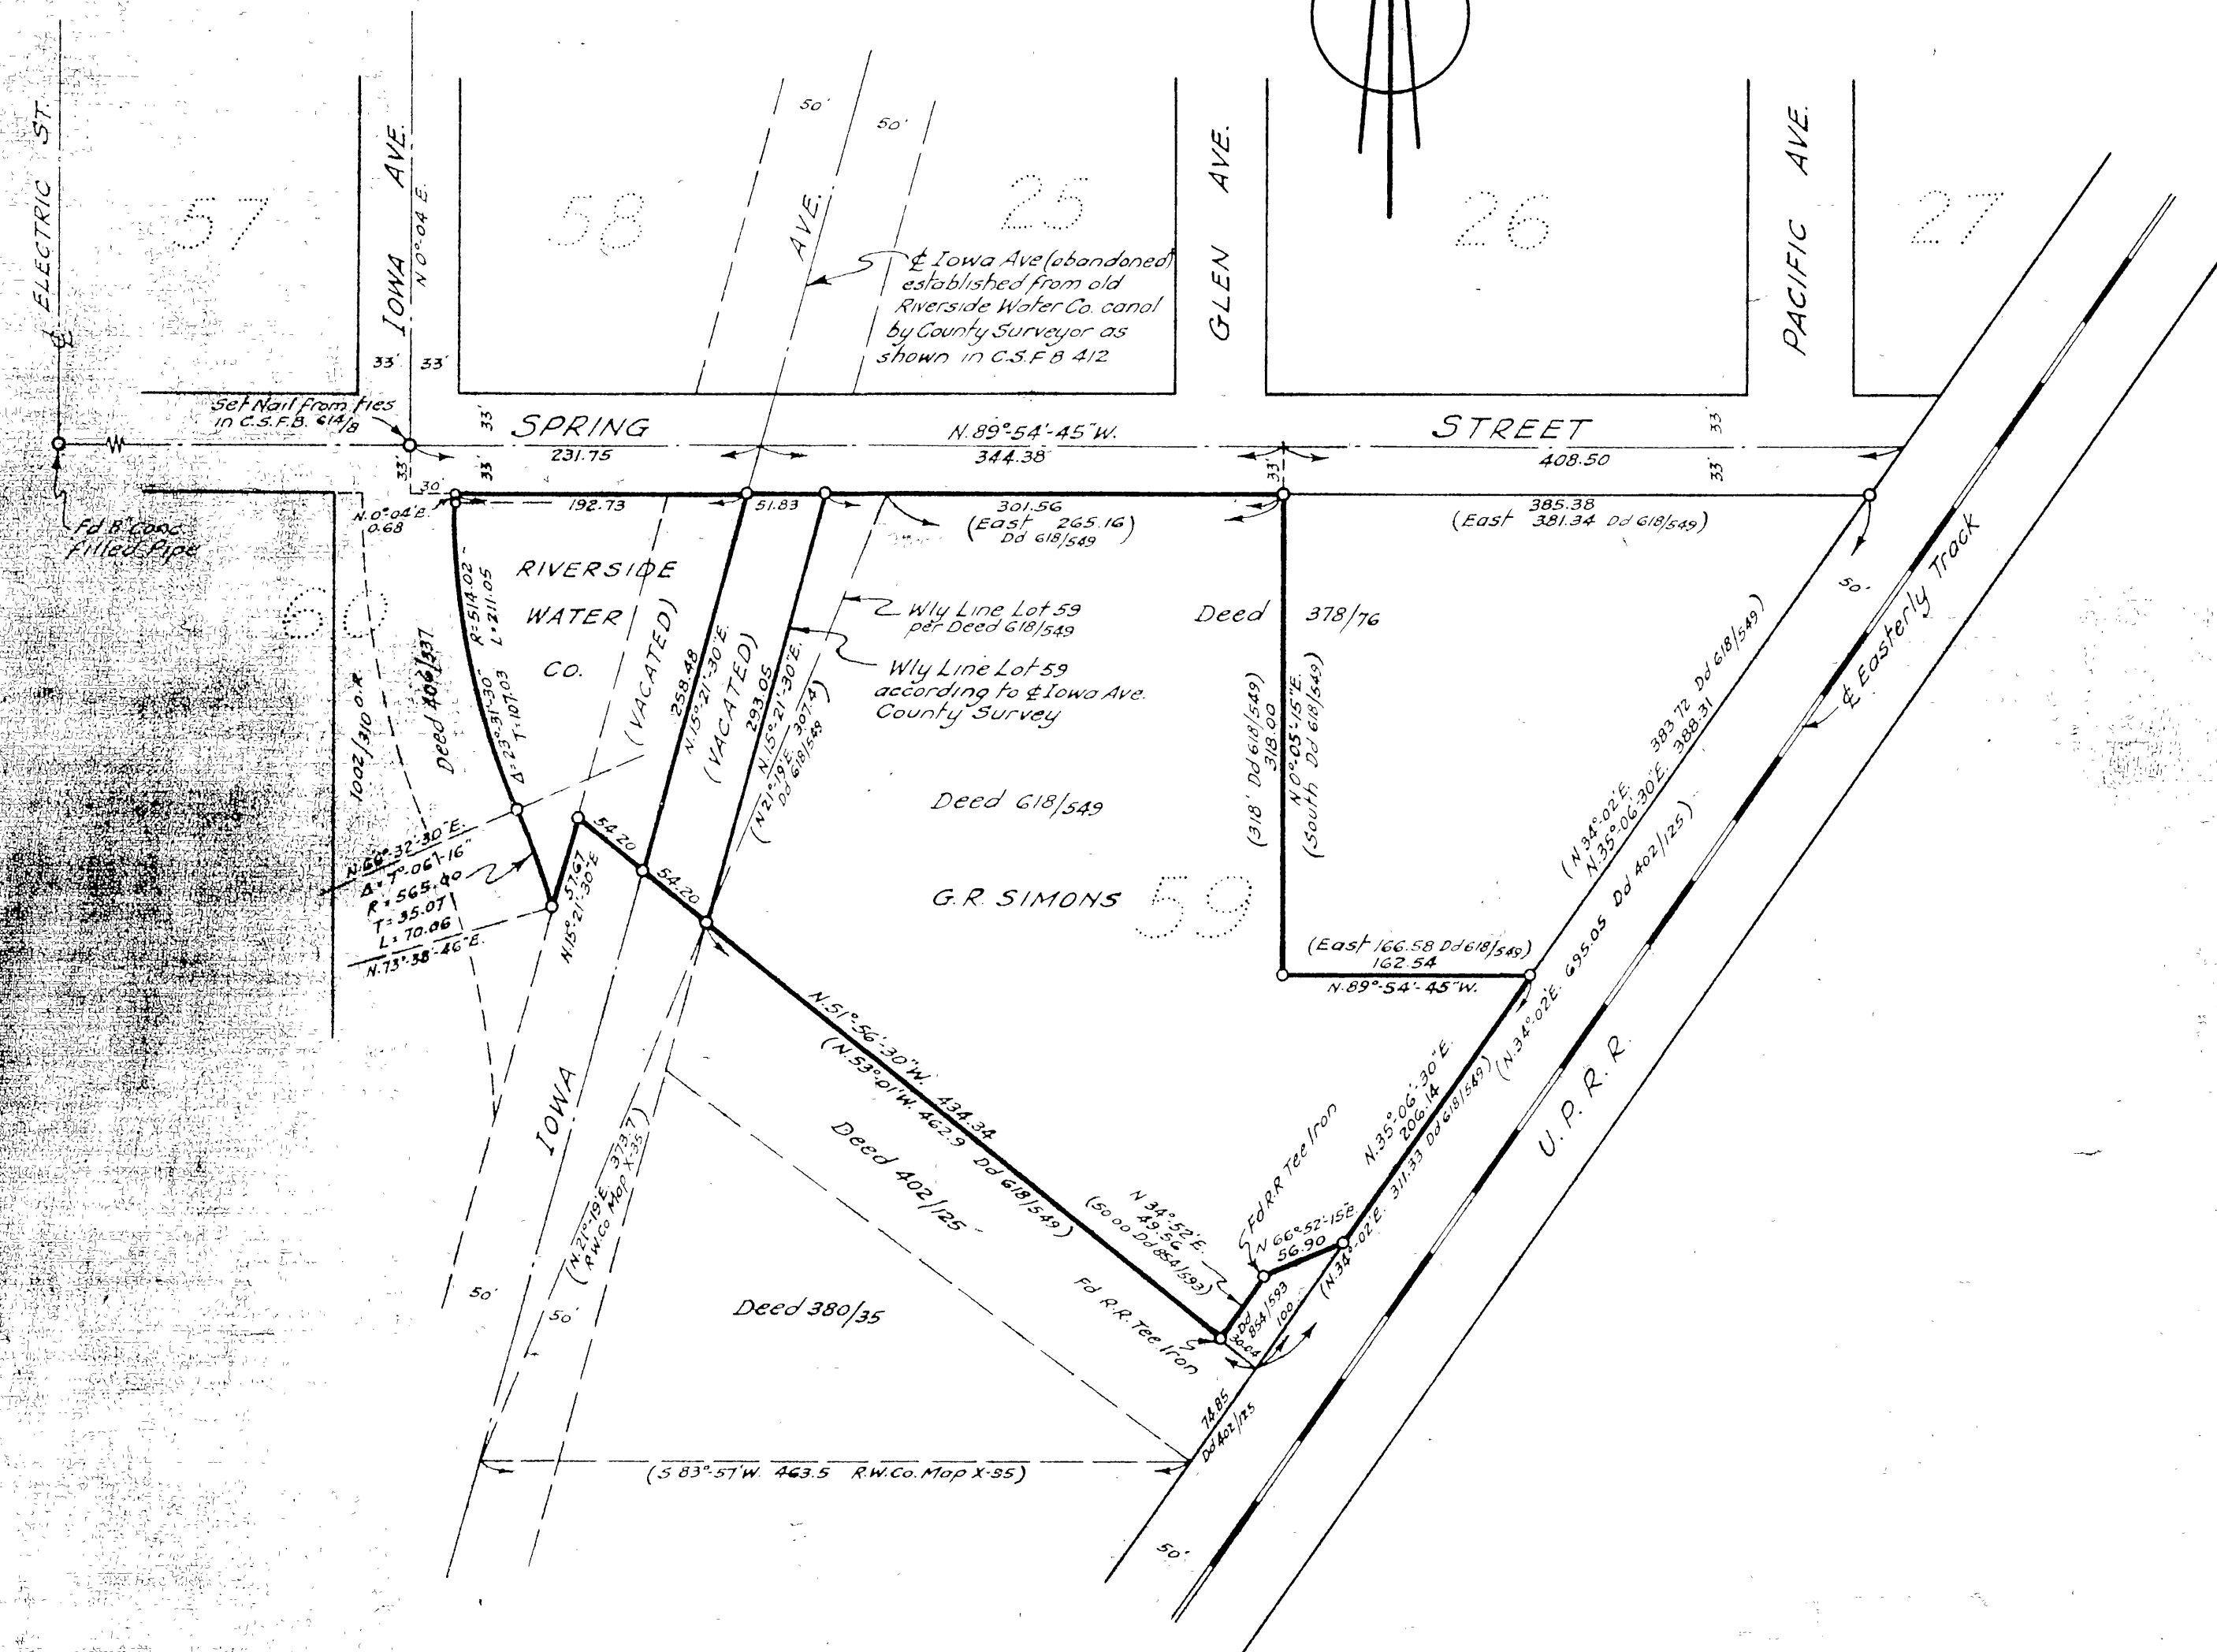 ℄ ELECTRIC ST.
IOWA AVE.
N 0°-04 E.
50'
50'
AVE.
GLEN AVE.
PACIFIC AVE.
57
58
25
26
27
℄ Iowa Ave (abandoned)
established from old
Riverside Water Co. canal
by County Surveyor as
shown in C.S.F B 412
33'
33'
Set Nail from ties
in C.S.F.B. 614/8
33'
SPRING
N. 89°-54'-45"W.
STREET
33'
231.75
344.38
408.50
33'
33'
33'
33'
30'
192.73
51.83
301.56
(East 265.16)
Dd 618/549
385.38
(East 381.34 Dd 618/549)
N. 0°04'E.
0.68
Fd 8" Conc
Filled Pipe
60
RIVERSIDE
WATER
CO.
R=514.02
L=211.05
Δ=23°-31'-30"
T=107.03
Deed 406/337
1002/310 O.R.
(VACATED)
258.48
N.15°-21'-30"E.
(VACATED)
293.05
N.15°-21'-30"E.
(N 21°-19'E. 307.4)
Dd 618/549
Wly Line Lot 59
per Deed 618/549
Wly Line Lot 59
according to ℄ Iowa Ave.
County Survey
Deed 378/76
(318' Dd 618/549)
318.00
N 0°-05'-15"E.
(South Dd 618/549)
50'
℄ Easterly Track
383.72 Dd 618/549)
388.31
(N 34°-02'E.
N.35°-06'-30"E.
Deed 618/549
G.R. SIMONS
59
N.66°-32'-30"E.
Δ=7°-06'-16"
R=565.00
T=35.07
L=70.06
N.73°-38'-46"E.
57.67
N.15°-21'-30"E
54.20
54.20
(East 166.58 Dd 618/549)
162.54
N.89°-54'-45"W.
(N.34°-02'E. 695.05 Dd 402/125)
N.51°-56'-30"W. 434.34
(N.53°-01'W. 462.9 Dd 618/549)
N.35°-06'-30"E.
206.14
(N.34°-02'E. 311.33 Dd 618/549)
U. P. R. R.
IOWA
(N.21°-19'E. 373.7)
R.W.Co Map X-35
Deed 402/125
Fd R.R Tee Iron
N 66°52'-15E.
56.90
N 34°-52'E.
49.56
(50.00 Dd 854/593)
Dd
854/593
100
30.04
Fd R.R. Tee Iron
50'
50'
Deed 380/35
74.85
Dd 402/125
(S 83°-57'W. 463.5 R.W.Co. Map X-35)
50'